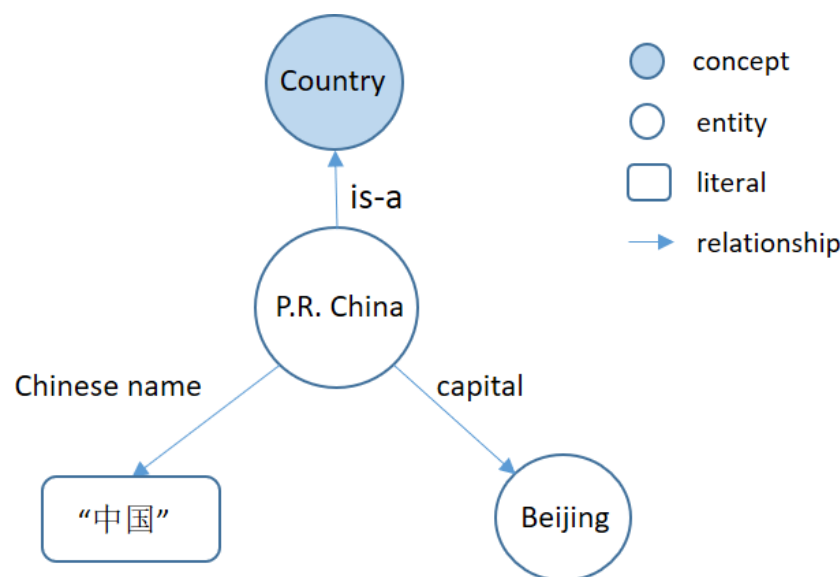 Country
concept
entity
literal
relationship
is-a
P.R. China
Chinese name
capital
“中国”
Beijing